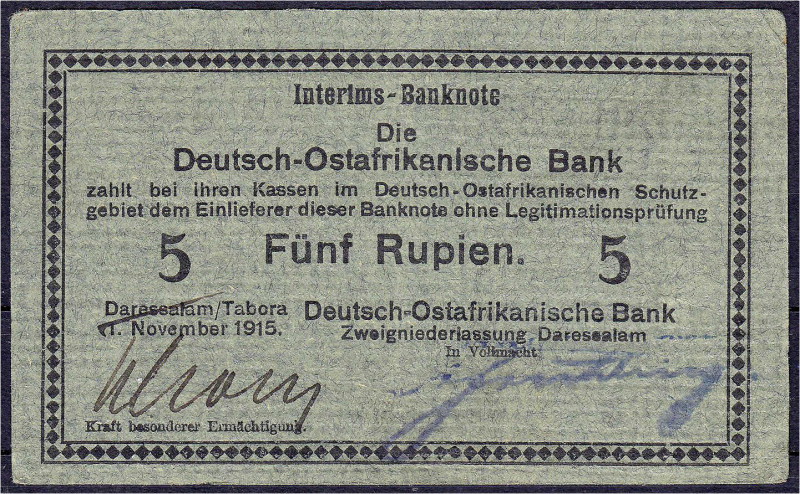 Interims-Banknote
Die
Deutsch-Ostafrikanische Bank
zahlt bei ihren Kassen im Deutsch-Ostafrikanischen Schutz-
gebiet dem Einlieferer dieser Banknote ohne Legitimationsprüfung
5 Fünf Rupien. 5
Daressalam/Tabora
1. November 1915.
Deutsch-Ostafrikanische Bank
Zweigniederlassung Daressalam
In Vollmacht
Kraft besonderer Ermächtigung.